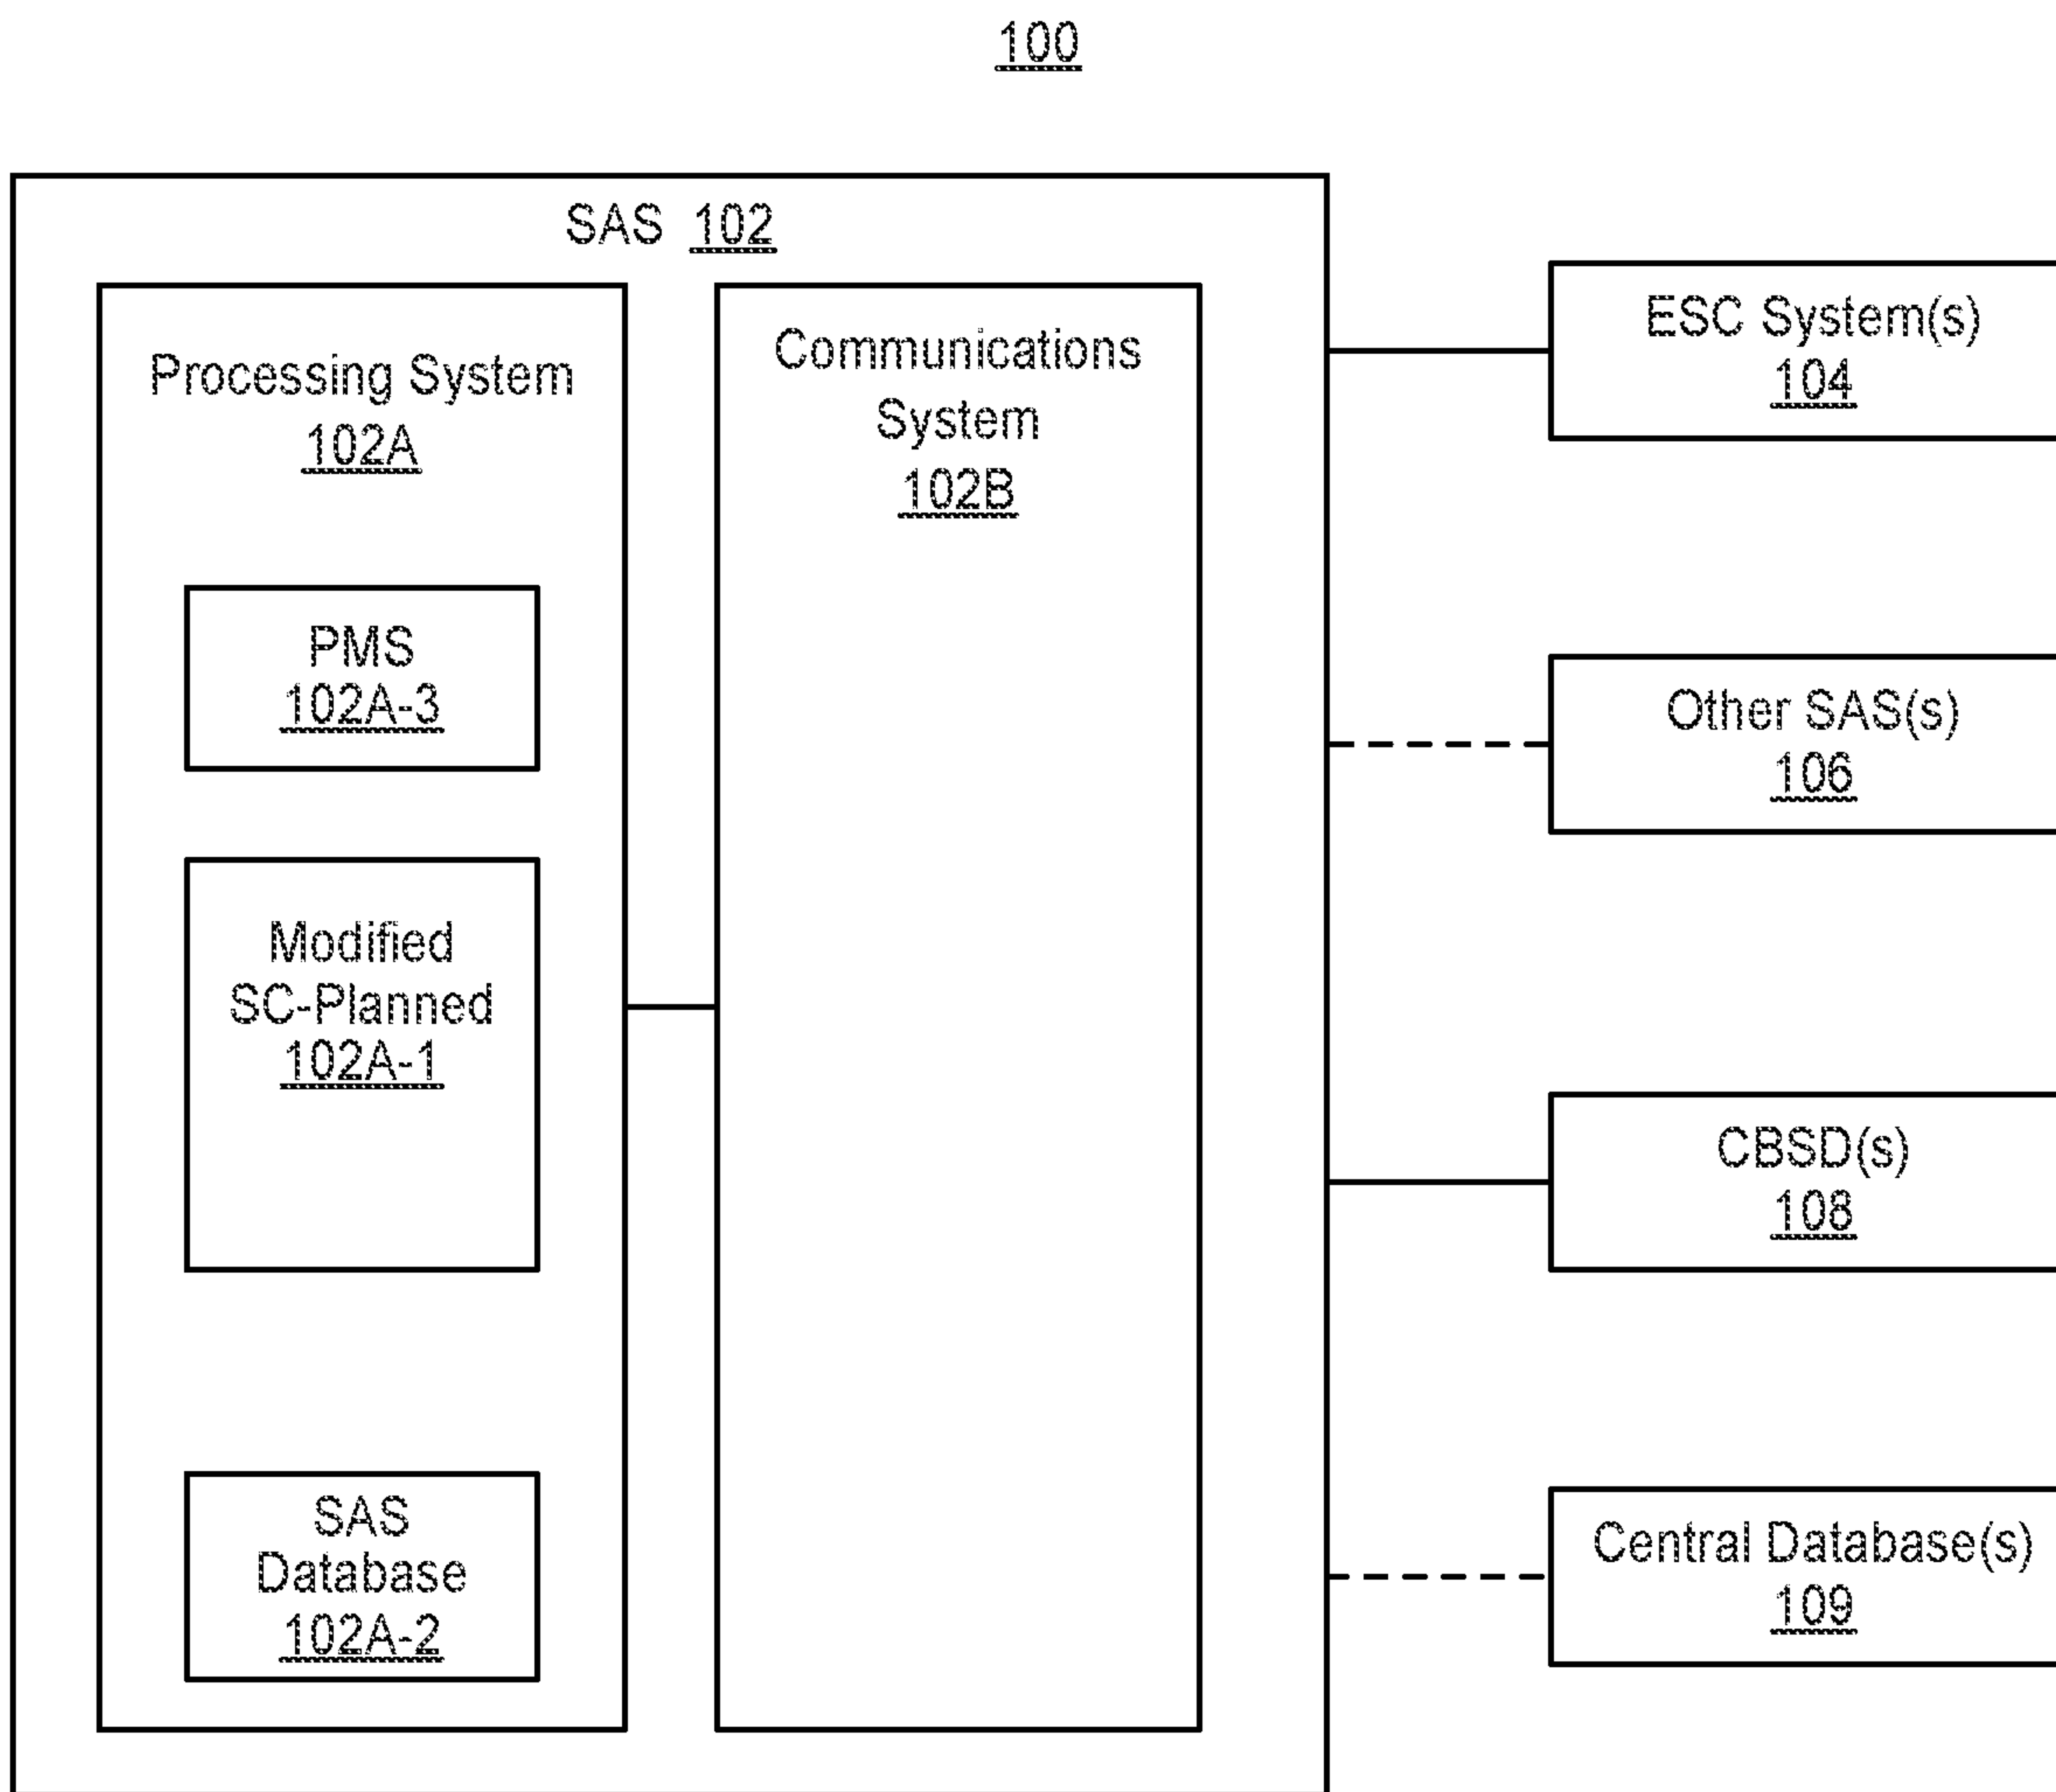 100
SAS 102
Processing System
102A
PMS
102A-3
Modified
SC-Planned
102A-1
SAS
Database
102A-2
Communications
System
102B
ESC System(s)
104
Other SAS(s)
106
CBSD(s)
108
Central Database(s)
109